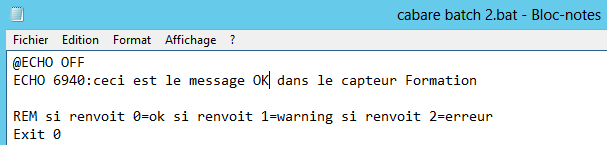 cabare batch 2.bat - Bloc-notes
Fichier Edition Format Affichage ?
@ECHO OFF
ECHO 6940:ceci est le message OK dans le capteur Formation
REM si renvoit 0=ok si renvoit 1=warning si renvoit 2=erreur
Exit 0